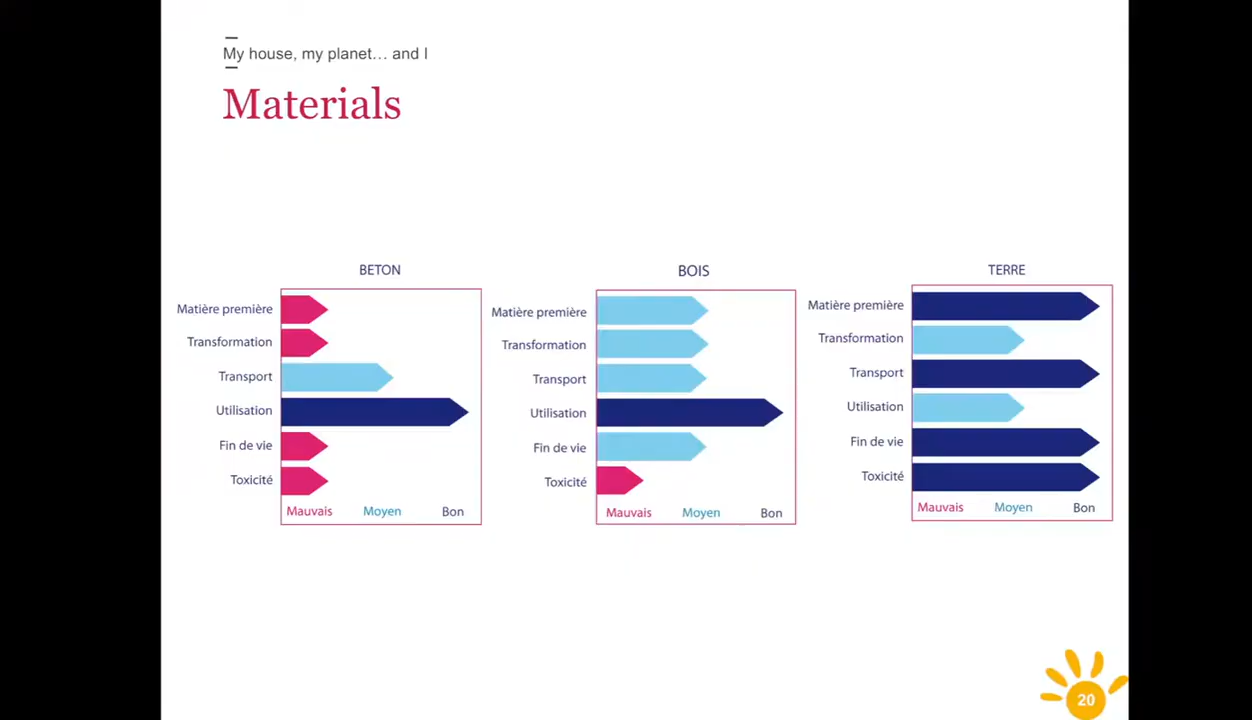 My house, my planet… and I
Materials
BETON
Matière première
Transformation
Transport
Utilisation
Fin de vie
Toxicité
Mauvais Moyen Bon
BOIS
Matière première
Transformation
Transport
Utilisation
Fin de vie
Toxicité
Mauvais Moyen Bon
TERRE
Matière première
Transformation
Transport
Utilisation
Fin de vie
Toxicité
Mauvais Moyen Bon
20